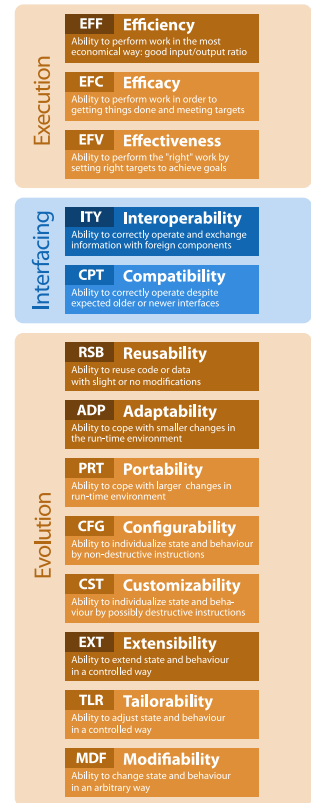 Execution
EFF Efficiency
Ability to perform work in the most
economical way: good input/output ratio
EFC Efficacy
Ability to perform work in order to
getting things done and meeting targets
EFV Effectiveness
Ability to perform the "right" work by
setting right targets to achieve goals
Interfacing
ITY Interoperability
Ability to correctly operate and exchange
information with foreign components
CPT Compatibility
Ability to correctly operate despite
expected older or newer interfaces
Evolution
RSB Reusability
Ability to reuse code or data
with slight or no modifications
ADP Adaptability
Ability to cope with smaller changes in
the run-time environment
PRT Portability
Ability to cope with larger changes in
run-time environment
CFG Configurability
Ability to individualize state and behaviour
by non-destructive instructions
CST Customizability
Ability to individualize state and beha-
viour by possibly destructive instructions
EXT Extensibility
Ability to extend state and behaviour
in a controlled way
TLR Tailorability
Ability to adjust state and behaviour
in a controlled way
MDF Modifiability
Ability to change state and behaviour
in an arbitrary way